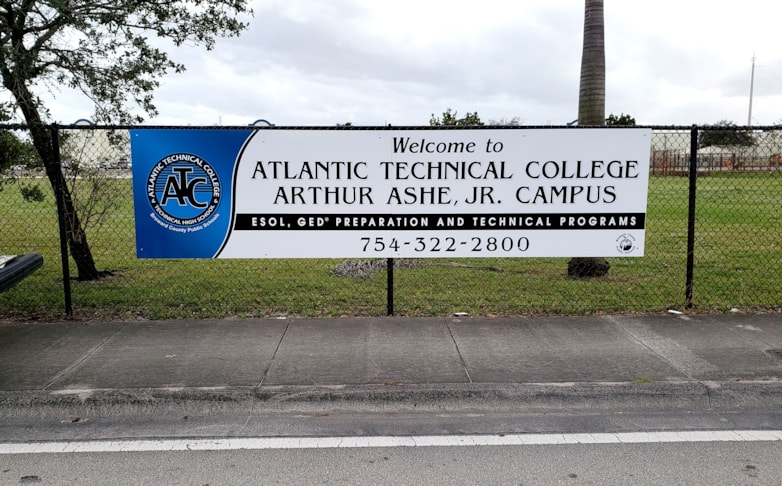 Welcome to
ATLANTIC TECHNICAL COLLEGE
ARTHUR ASHE, JR. CAMPUS
ESOL, GED® PREPARATION AND TECHNICAL PROGRAMS
754-322-2800
ATLANTIC TECHNICAL COLLEGE
ATC
TECHNICAL HIGH SCHOOL
Broward County Public Schools